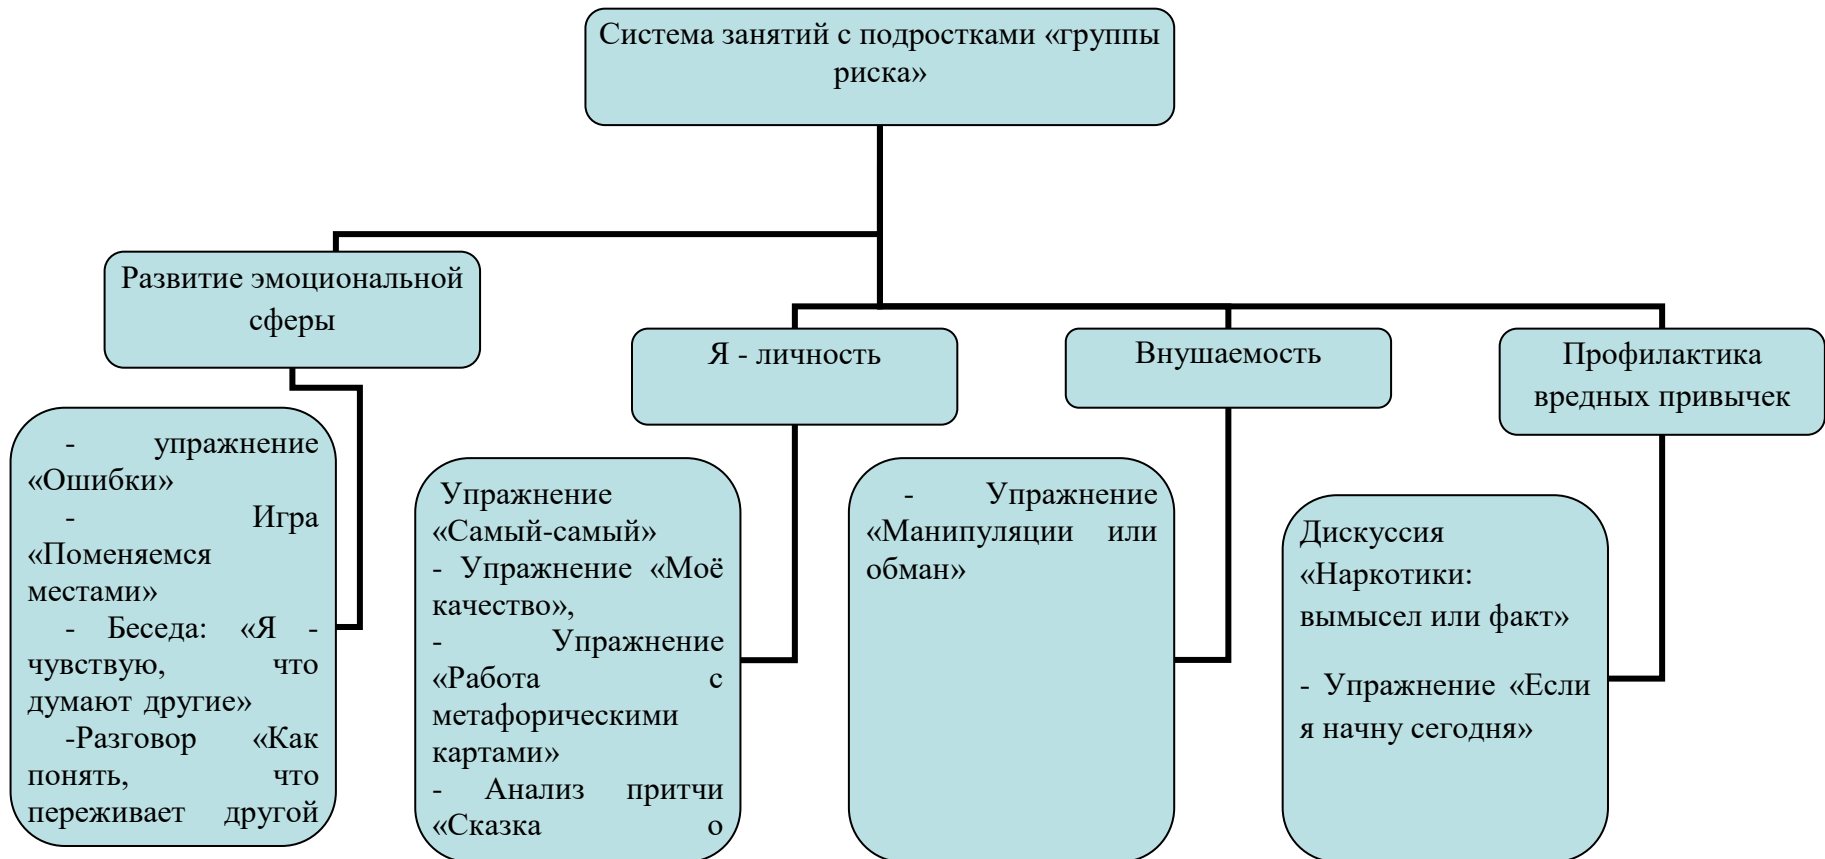 Система занятий с подростками «группы
риска»
Развитие эмоциональной
сферы
Я - личность
Внушаемость
Профилактика
вредных привычек
- упражнение
«Ошибки»
- Игра
«Поменяемся
местами»
- Беседа: «Я -
чувствую, что
думают другие»
-Разговор «Как
понять, что
переживает другой
Упражнение
«Самый-самый»
- Упражнение «Моё
качество»,
- Упражнение
«Работа с
метафорическими
картами»
- Анализ притчи
«Сказка о
- Упражнение
«Манипуляции или
обман»
Дискуссия
«Наркотики:
вымысел или факт»
- Упражнение «Если
я начну сегодня»